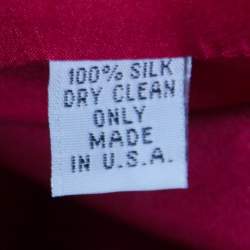 100% SILK
DRY CLEAN
ONLY
MADE
IN U.S.A.